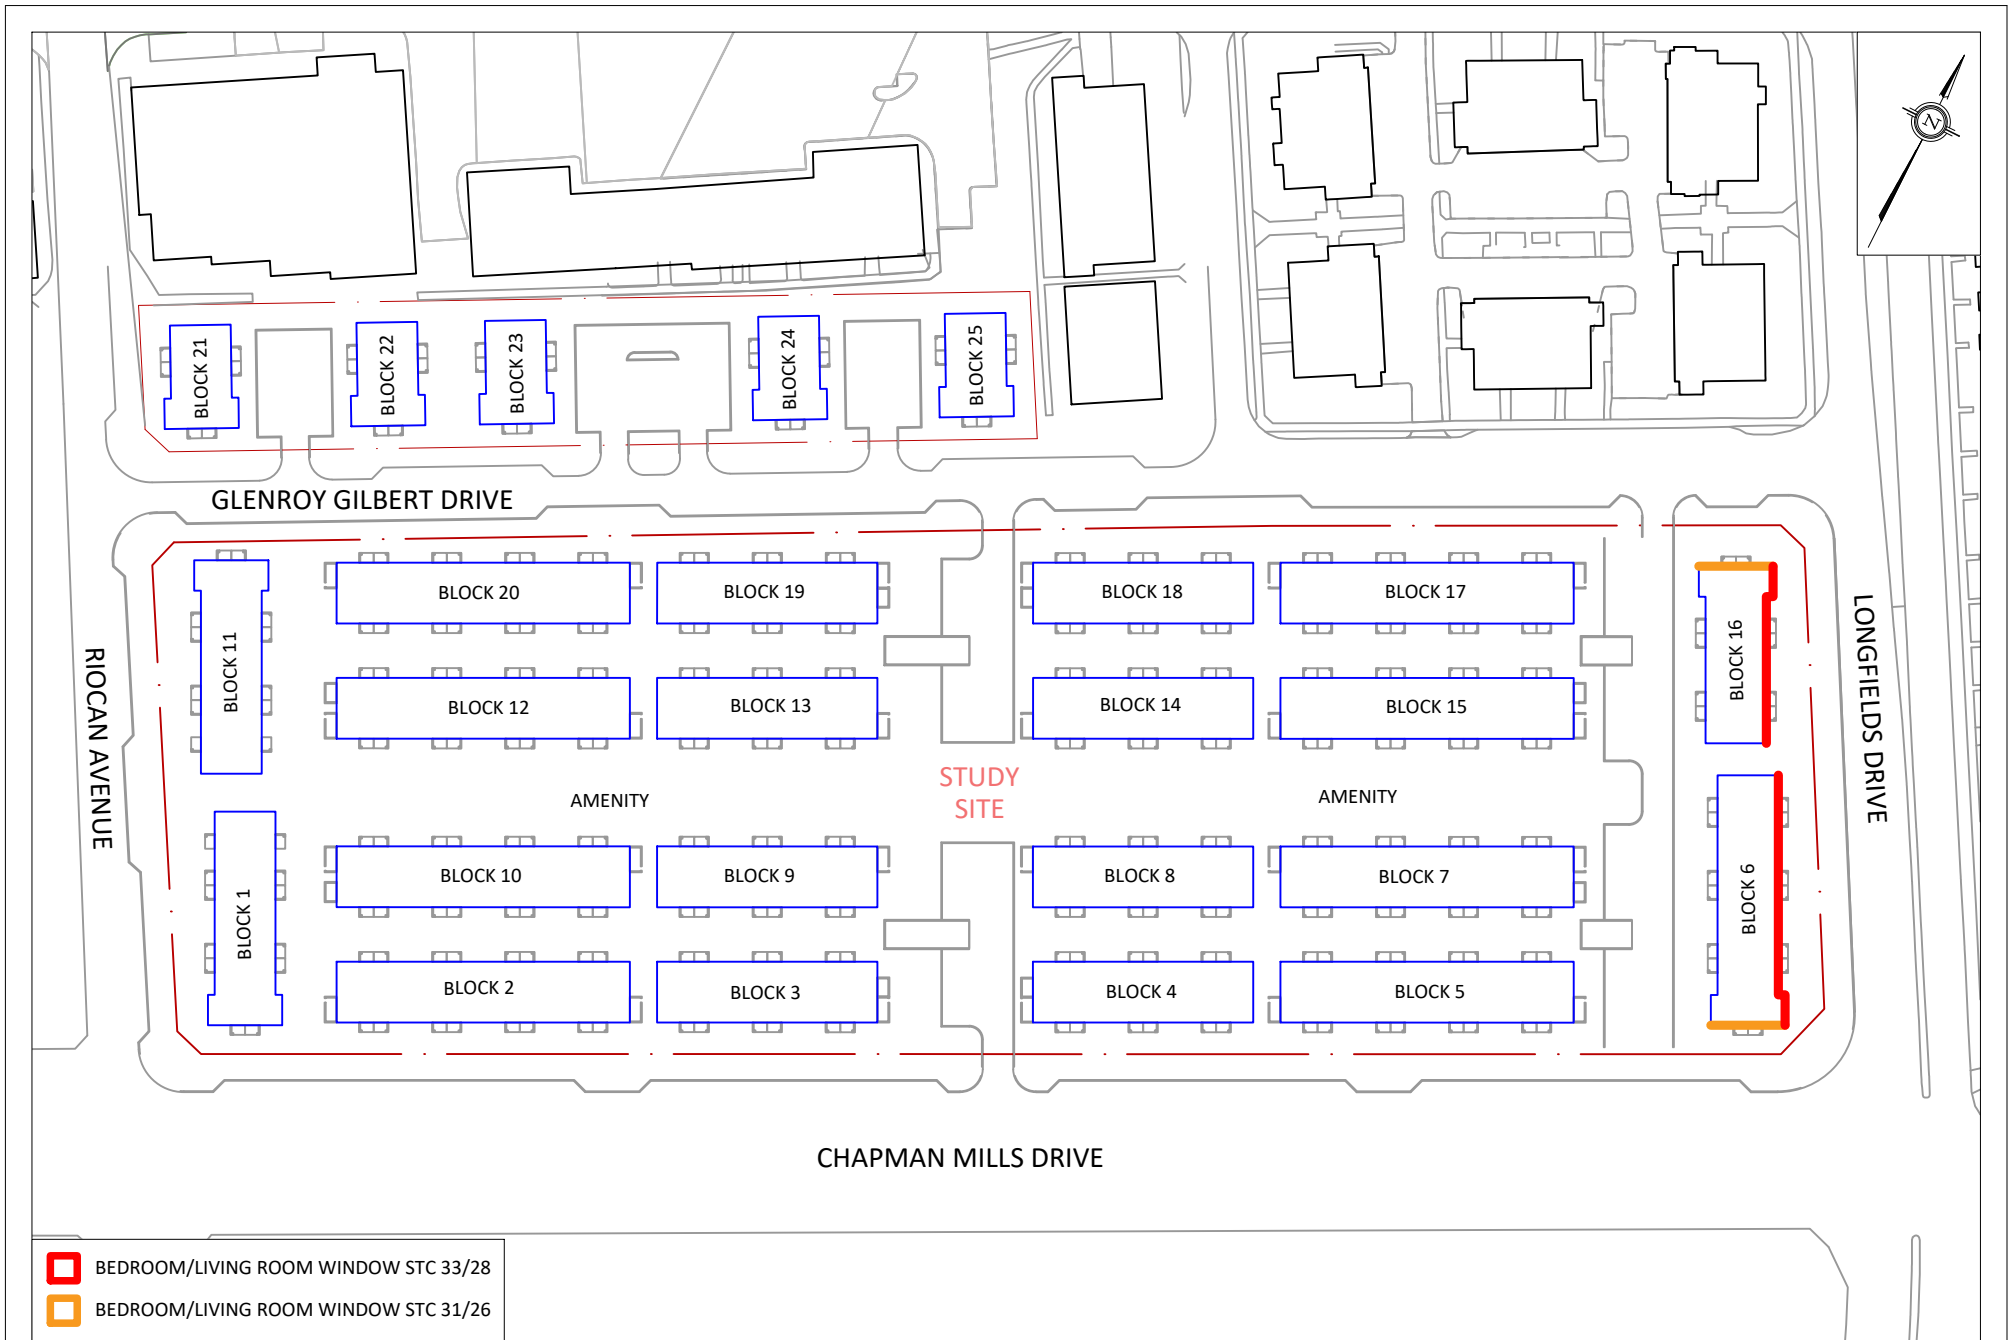 N
BLOCK 21
BLOCK 22
BLOCK 23
BLOCK 24
BLOCK 25
GLENROY GILBERT DRIVE
BLOCK 11
BLOCK 20
BLOCK 19
BLOCK 18
BLOCK 17
BLOCK 16
LONGFIELDS DRIVE
RIOCAN AVENUE
BLOCK 12
BLOCK 13
BLOCK 14
BLOCK 15
STUDY
SITE
AMENITY
AMENITY
BLOCK 1
BLOCK 10
BLOCK 9
BLOCK 8
BLOCK 7
BLOCK 6
BLOCK 2
BLOCK 3
BLOCK 4
BLOCK 5
CHAPMAN MILLS DRIVE
BEDROOM/LIVING ROOM WINDOW STC 33/28
BEDROOM/LIVING ROOM WINDOW STC 31/26